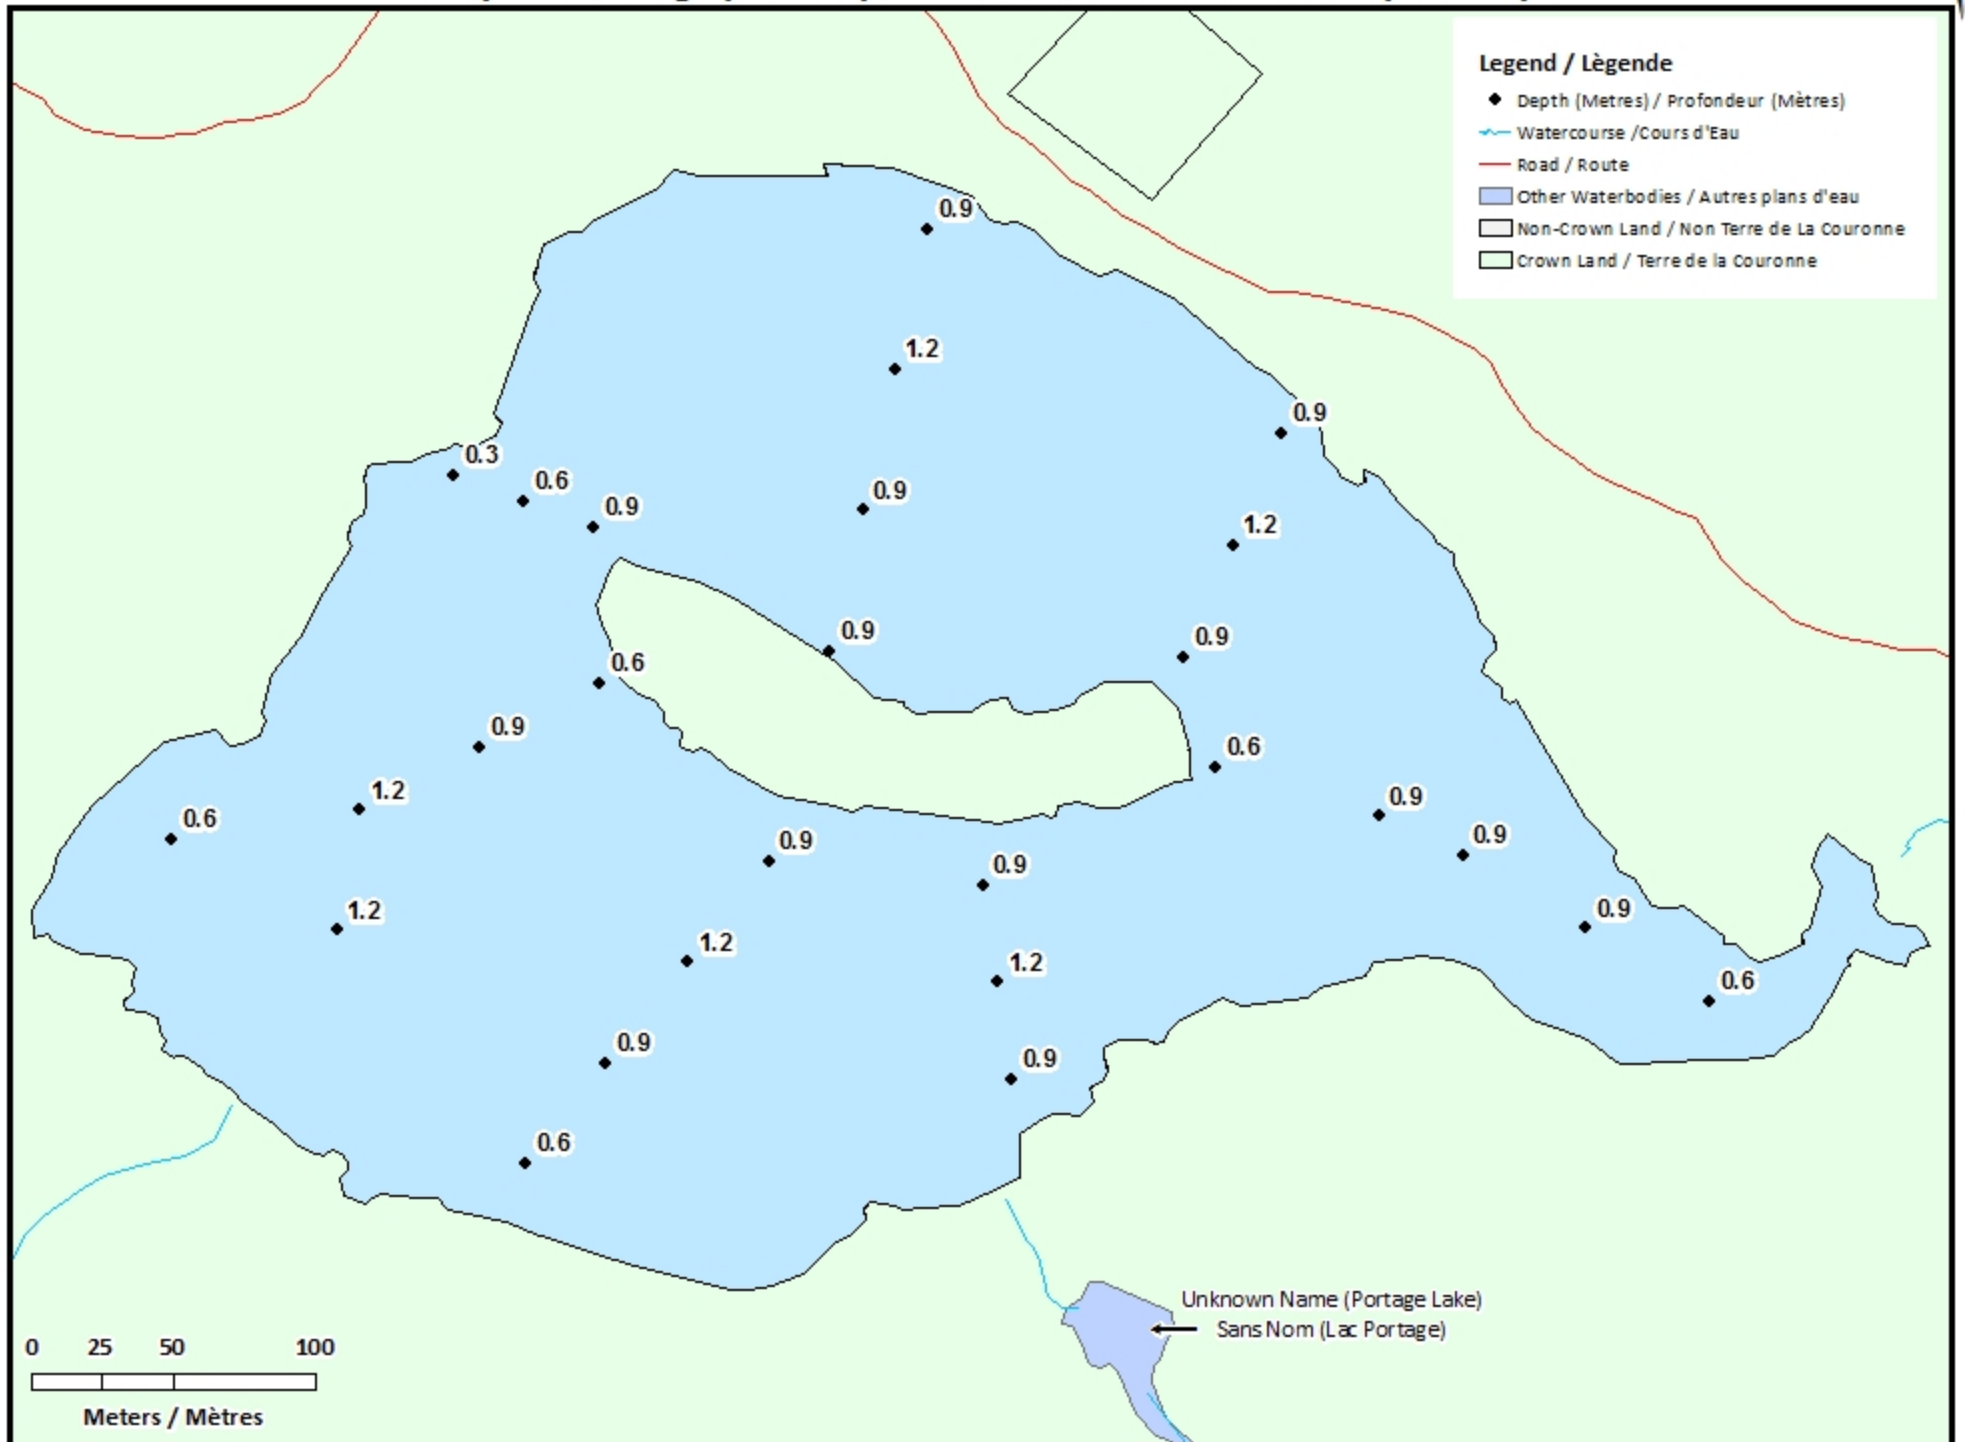 Legend / Lègende
Depth (Metres) / Profondeur (Mètres)
Watercourse /Cours d'Eau
Road / Route
Other Waterbodies / Autres plans d'eau
Non-Crown Land / Non Terre de La Couronne
Crown Land / Terre de la Couronne
0.9
1.2
0.9
0.3
0.6
0.9
0.9
1.2
0.9
0.9
0.6
0.9
0.6
1.2
0.9
0.6
0.9
0.9
0.9
1.2
0.9
1.2
1.2
0.6
0.9
0.9
0.6
Unknown Name (Portage Lake)
Sans Nom (Lac Portage)
0 25 50 100
Meters / Mètres